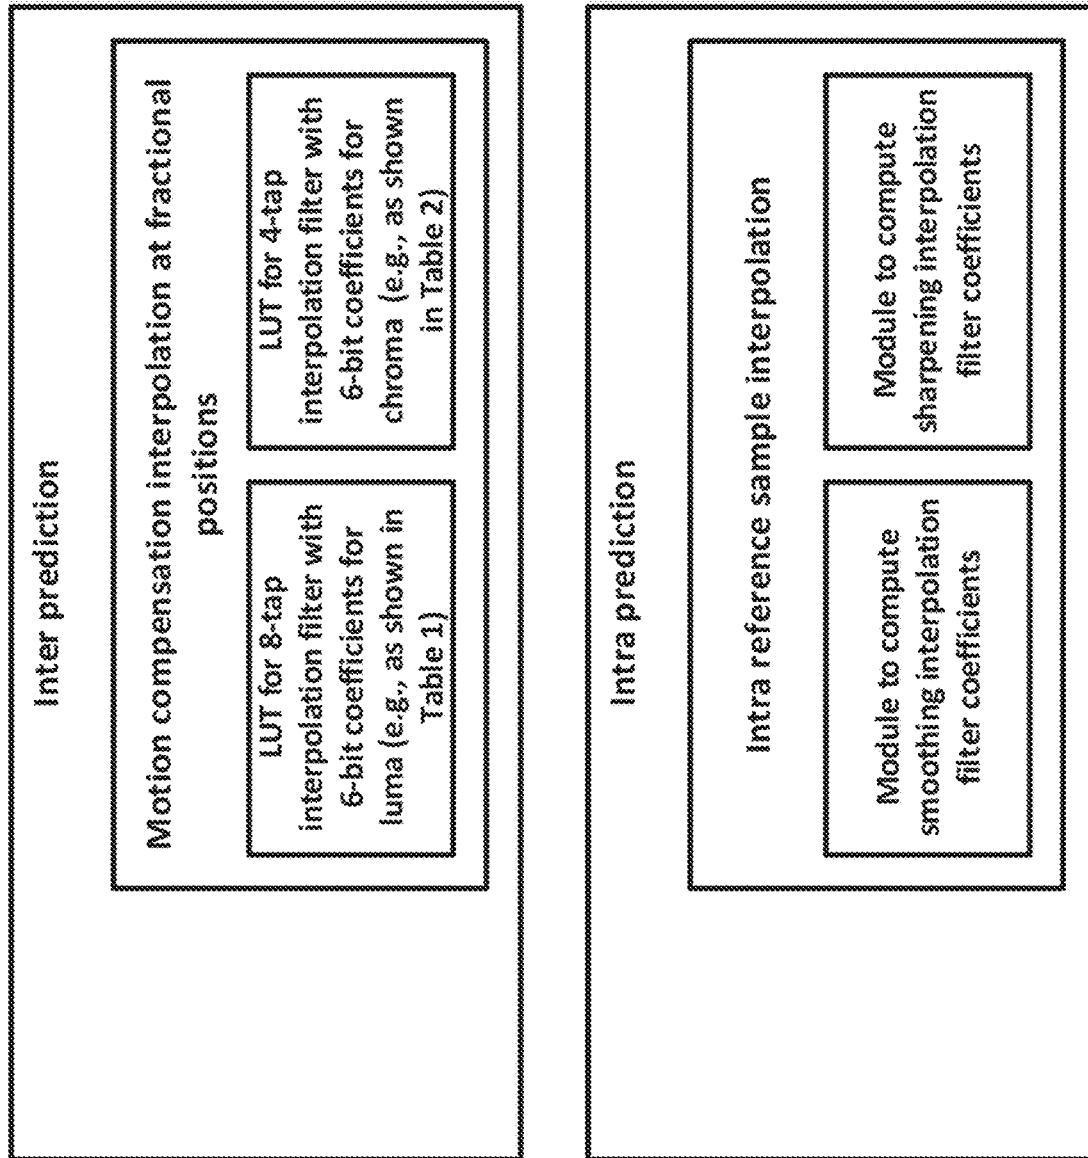 Inter prediction
Motion compensation interpolation at fractional
positions
LUT for 8-tap
interpolation filter with
6-bit coefficients for
luma (e.g., as shown in
Table 1)
LUT for 4-tap
interpolation filter with
6-bit coefficients for
chroma (e.g., as shown
in Table 2)
Intra prediction
Intra reference sample interpolation
Module to compute
smoothing interpolation
filter coefficients
Module to compute
sharpening interpolation
filter coefficients